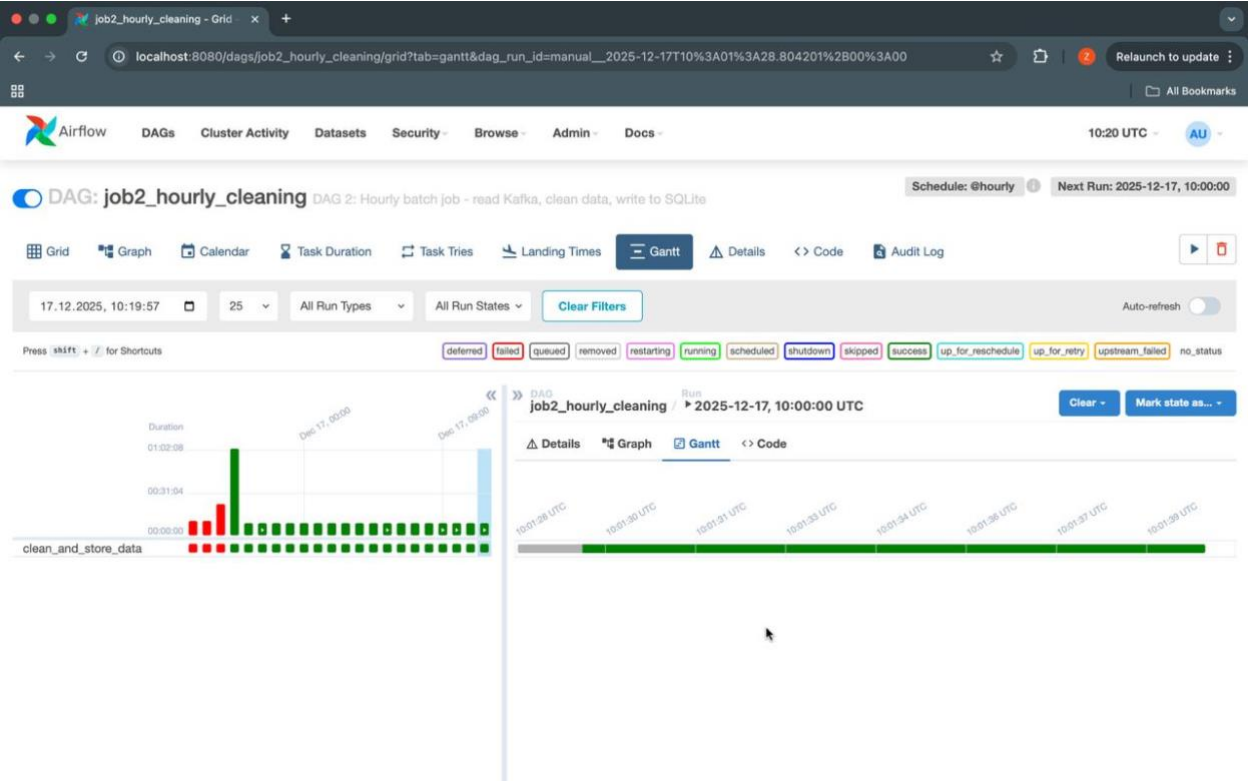 job2_hourly_cleaning - Grid
localhost:8080/dags/job2_hourly_cleaning/grid?tab=gantt&dag_run_id=manual__2025-12-17T10%3A01%3A28.804201%2B00%3A00
Z
Relaunch to update
All Bookmarks
Airflow DAGs Cluster Activity Datasets Security Browse Admin Docs 10:20 UTC AU
DAG: job2_hourly_cleaning DAG 2: Hourly batch job - read Kafka, clean data, write to SQLite
Schedule: @hourly Next Run: 2025-12-17, 10:00:00
Grid Graph Calendar Task Duration Task Tries Landing Times Gantt Details <> Code Audit Log
17.12.2025, 10:19:57 25 All Run Types All Run States Clear Filters Auto-refresh
Press shift + / for Shortcuts
deferred failed queued removed restarting running scheduled shutdown skipped success up_for_reschedule up_for_retry upstream_failed no_status
DAG Run
job2_hourly_cleaning / 2025-12-17, 10:00:00 UTC
Clear Mark state as...
Details Graph Gantt <> Code
Duration
01:02:08
00:31:04
00:00:00
Dec 17, 00:00
Dec 17, 09:00
clean_and_store_data
10:01:28 UTC
10:01:30 UTC
10:01:31 UTC
10:01:33 UTC
10:01:34 UTC
10:01:36 UTC
10:01:37 UTC
10:01:39 UTC